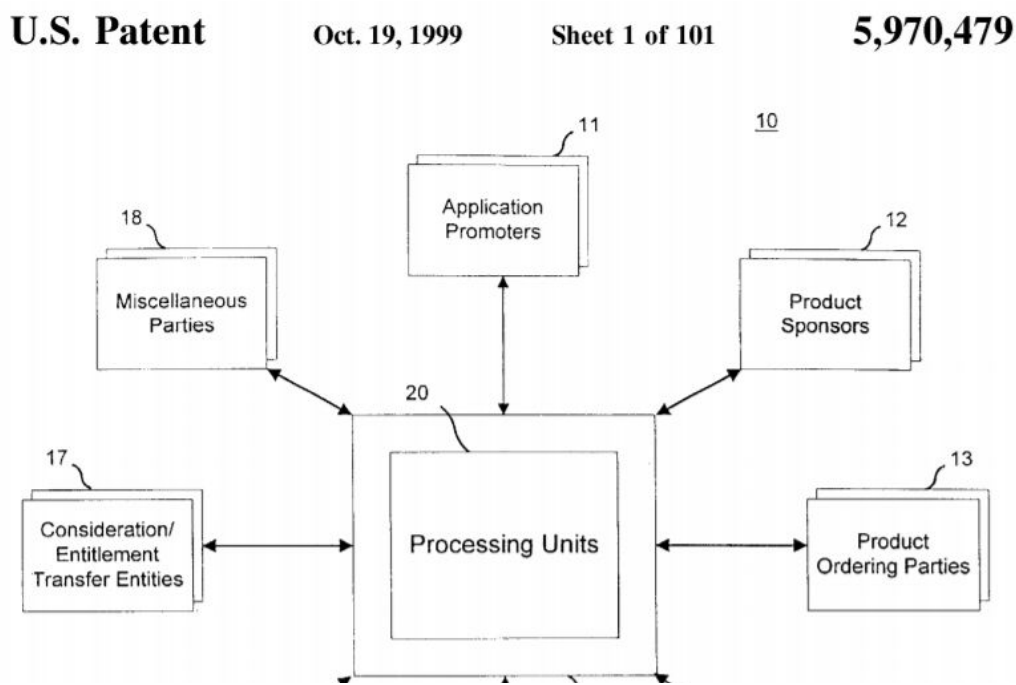 U.S. Patent Oct. 19, 1999 Sheet 1 of 101 5,970,479
10
11
Application
Promoters
18
Miscellaneous
Parties
12
Product
Sponsors
20
Processing Units
17
Consideration/
Entitlement
Transfer Entities
13
Product
Ordering Parties